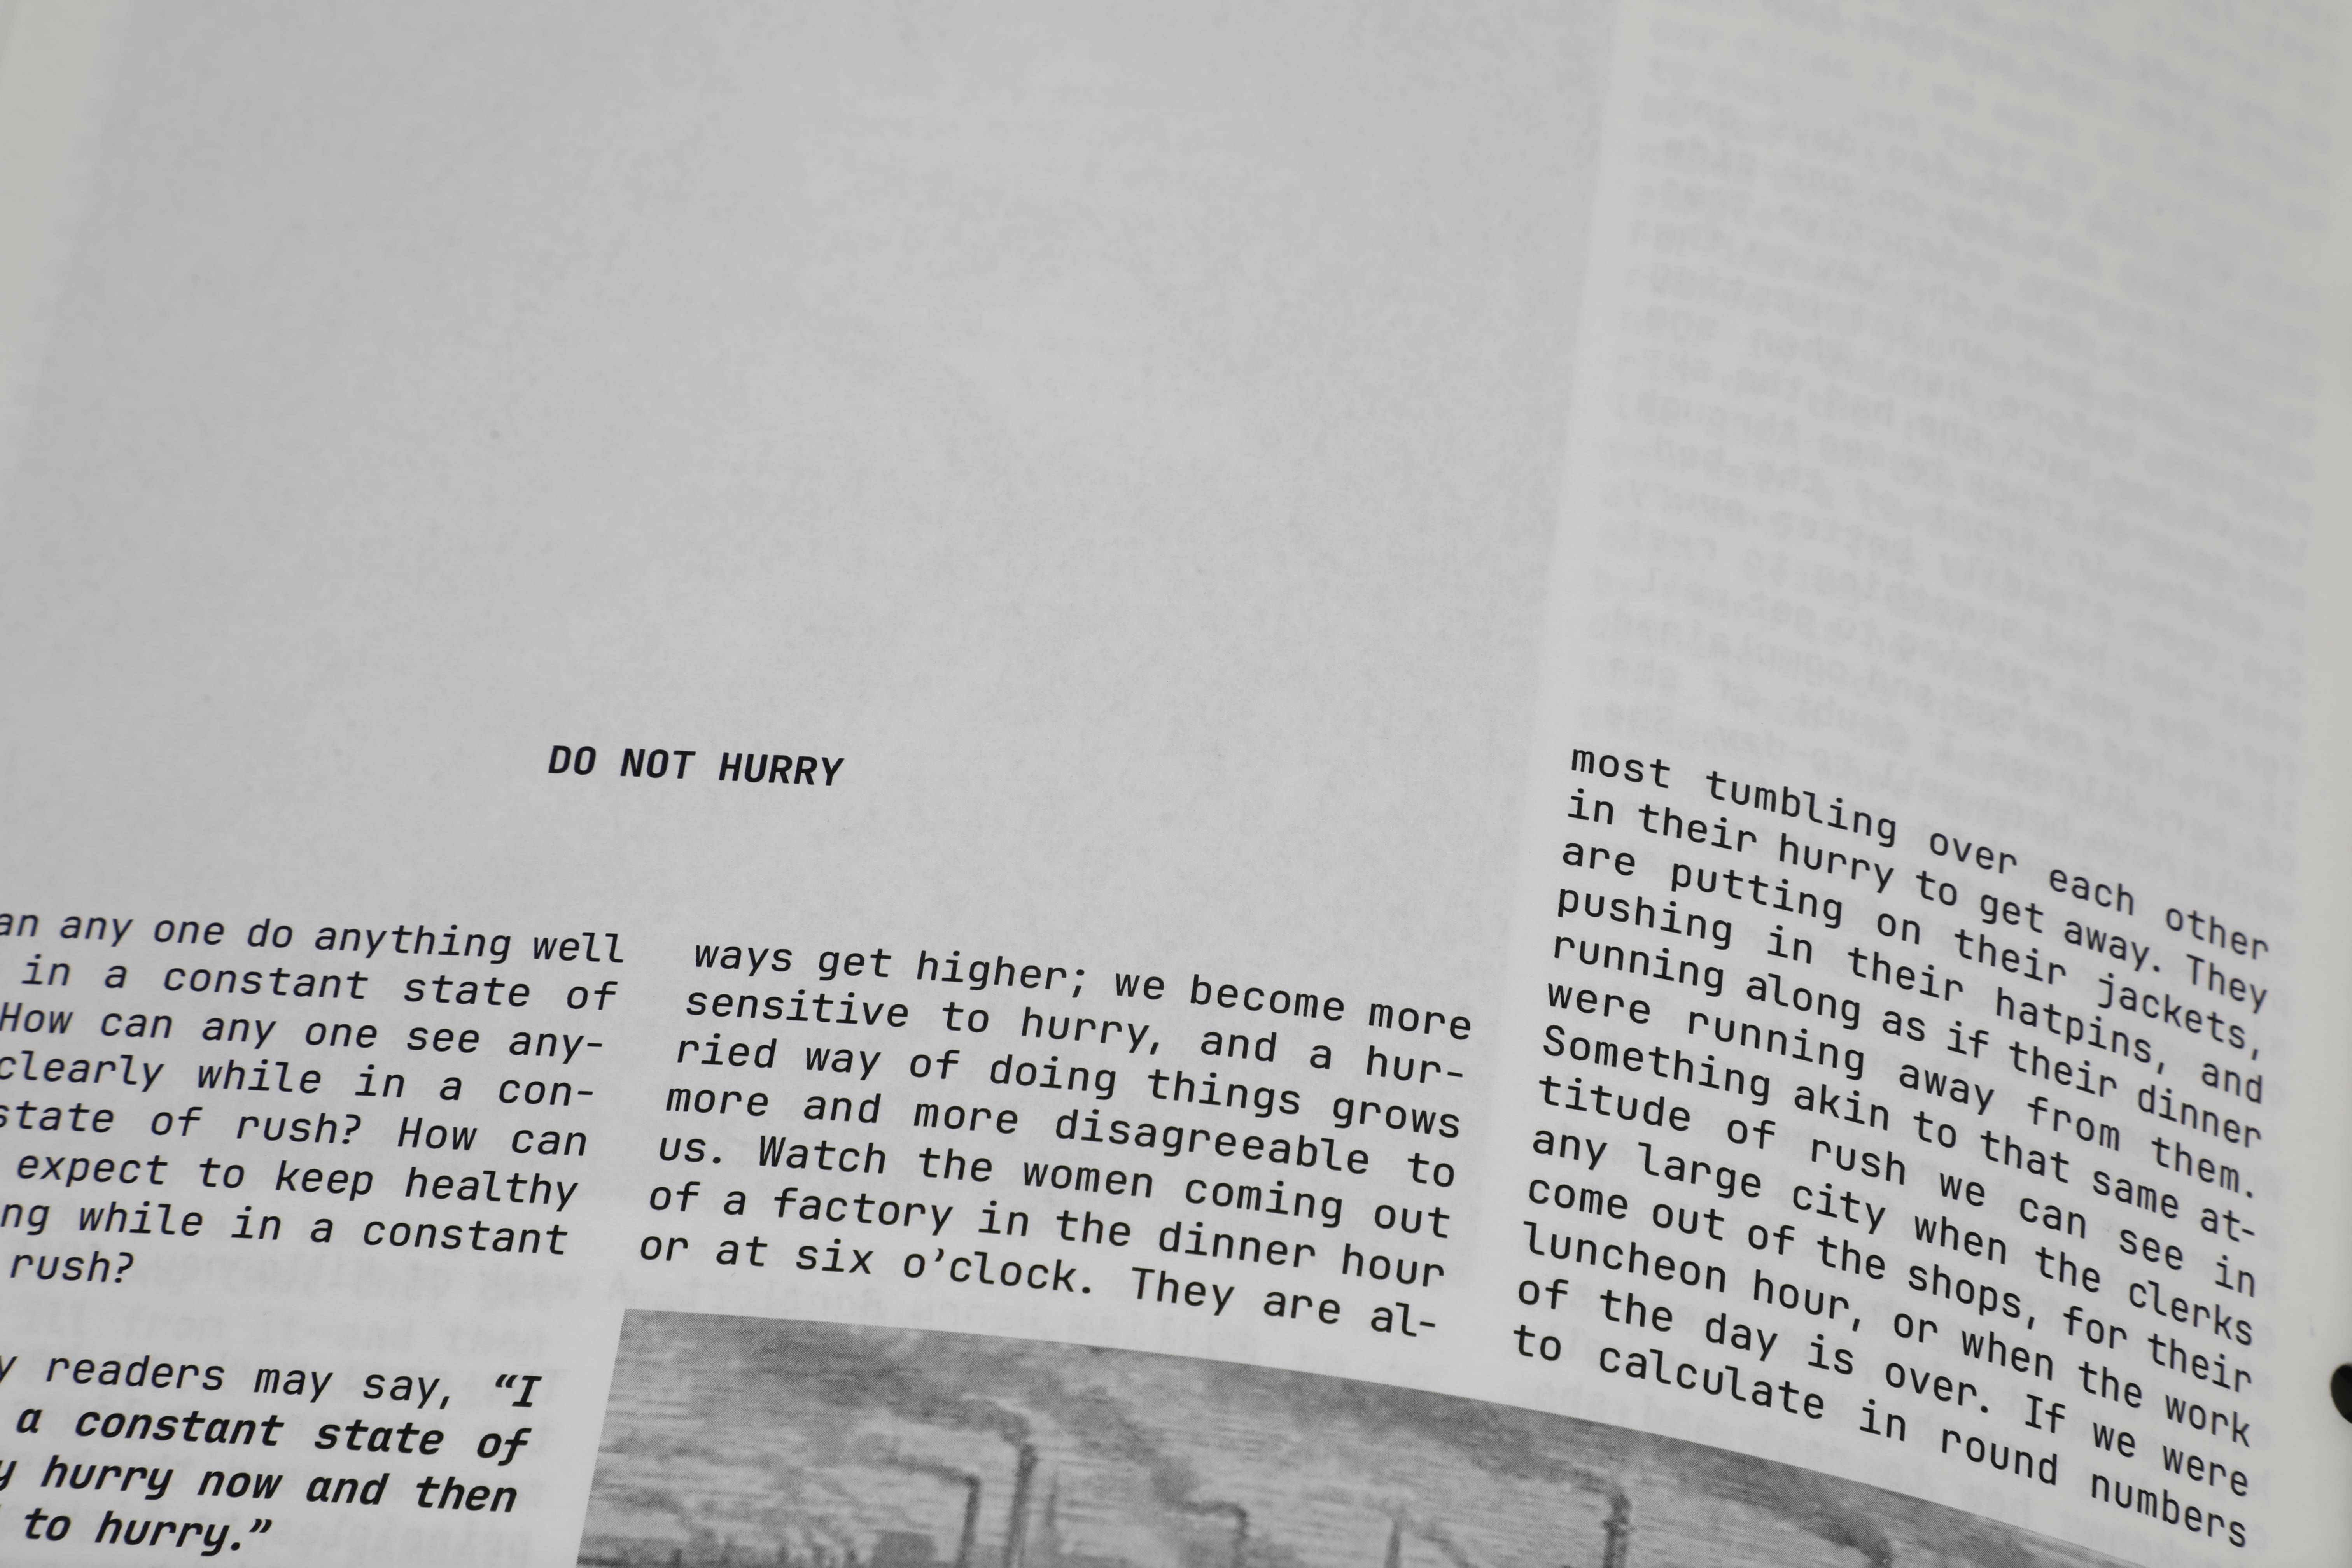 DO NOT HURRY
an any one do anything well
in a constant state of
How can any one see any-
clearly while in a con-
state of rush? How can
expect to keep healthy
ng while in a constant
rush?
y readers may say, “I
a constant state of
y hurry now and then
to hurry.”
ways get higher; we become more
sensitive to hurry, and a hur-
ried way of doing things grows
more and more disagreeable to
us. Watch the women coming out
of a factory in the dinner hour
or at six o’clock. They are al-
most tumbling over each other
in their hurry to get away. They
are putting on their jackets,
pushing in their hatpins, and
running along as if their dinner
were running away from them.
Something akin to that same at-
titude of rush we can see in
any large city when the clerks
come out of the shops, for their
luncheon hour, or when the work
of the day is over. If we were
to calculate in round numbers